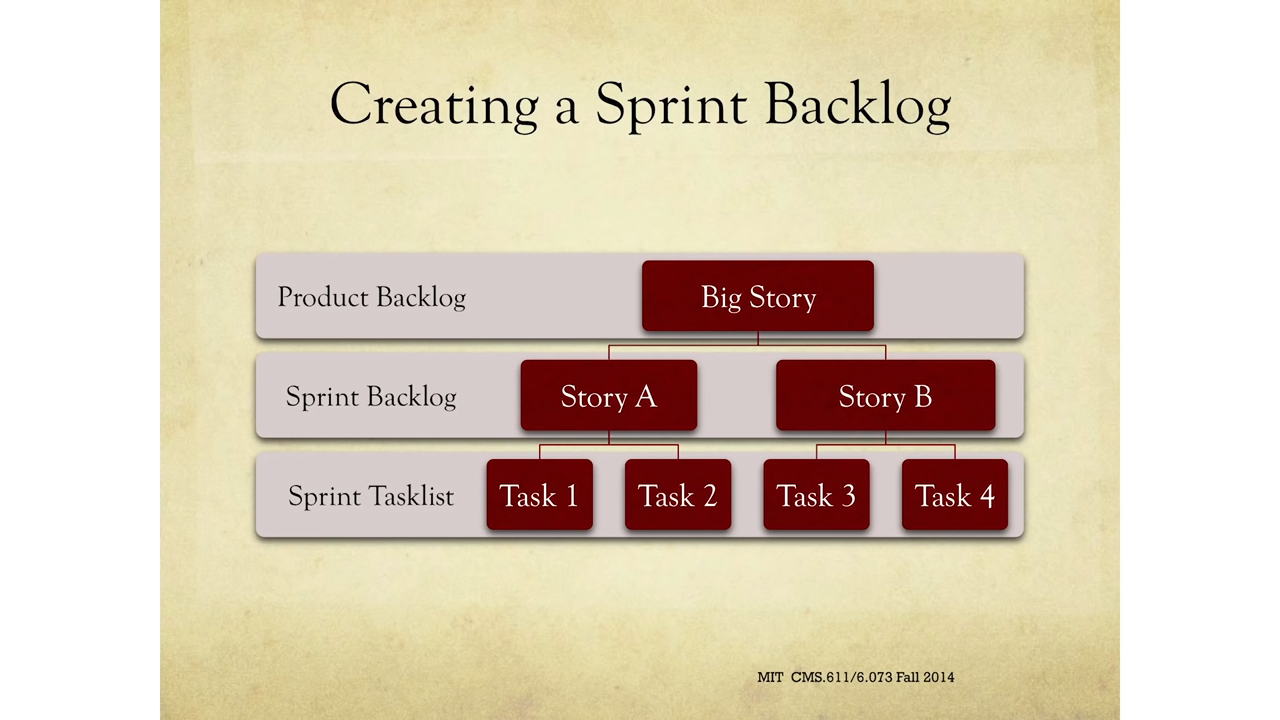 Creating a Sprint Backlog
Product Backlog
Big Story
Sprint Backlog
Story A
Story B
Sprint Tasklist
Task 1
Task 2
Task 3
Task 4
MIT CMS.611/6.073 Fall 2014